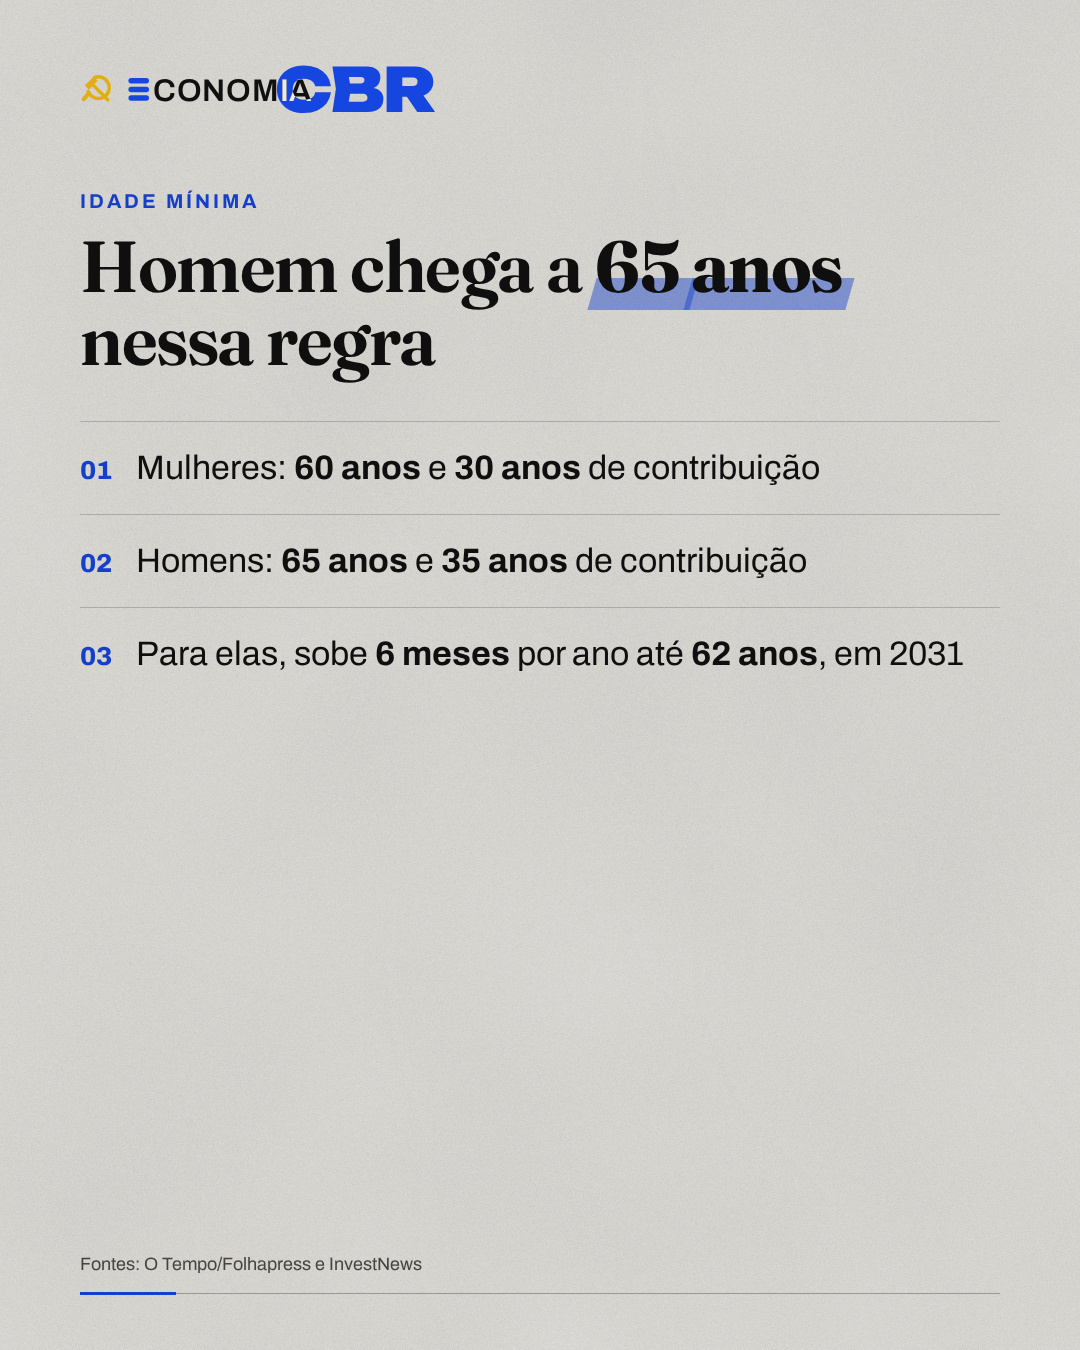 ECONOMIA CBR
IDADE MÍNIMA
Homem chega a 65 anos
nessa regra
01 Mulheres: 60 anos e 30 anos de contribuição
02 Homens: 65 anos e 35 anos de contribuição
03 Para elas, sobe 6 meses por ano até 62 anos, em 2031
Fontes: O Tempo/Folhapress e InvestNews